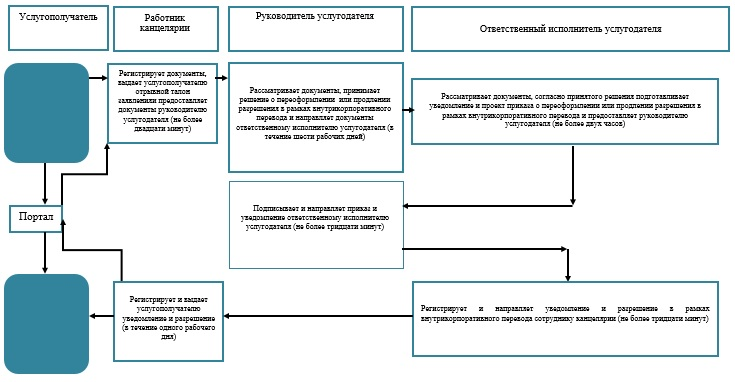 Услугополучатель
Работник
канцелярии
Руководитель услугодателя
Ответственный исполнитель услугодателя
Регистрирует документы,
выдает услугополучателю
отрывной талон
заявленияи предоставляет
документы руководителю
услугодателя (не более
двадцати минут)
Рассматривает документы, принимает
решение о переоформлении или продлении
разрешения в рамках внутрикорпоративного
перевода и направляет документы
ответственному исполнителю услугодателя (в
течение шести рабочих дней)
Рассматривает документы, согласно принятого решения подготавливает
уведомление и проект приказа о переоформлении или продлении разрешения в
рамках внутрикорпоративного перевода и предоставляет руководителю
услугодателя (не более двух часов)
Портал
Подписывает и направляет приказ и
уведомление ответственному исполнителю
услугодателя (не более тридцати минут)
Регистрирует и выдает
услугополучателю
уведомление и разрешение
(в течение одного рабочего
дня)
Регистрирует и направляет уведомление и разрешение в рамках
внутрикорпоративного перевода сотруднику канцелярии (не более тридцати минут)